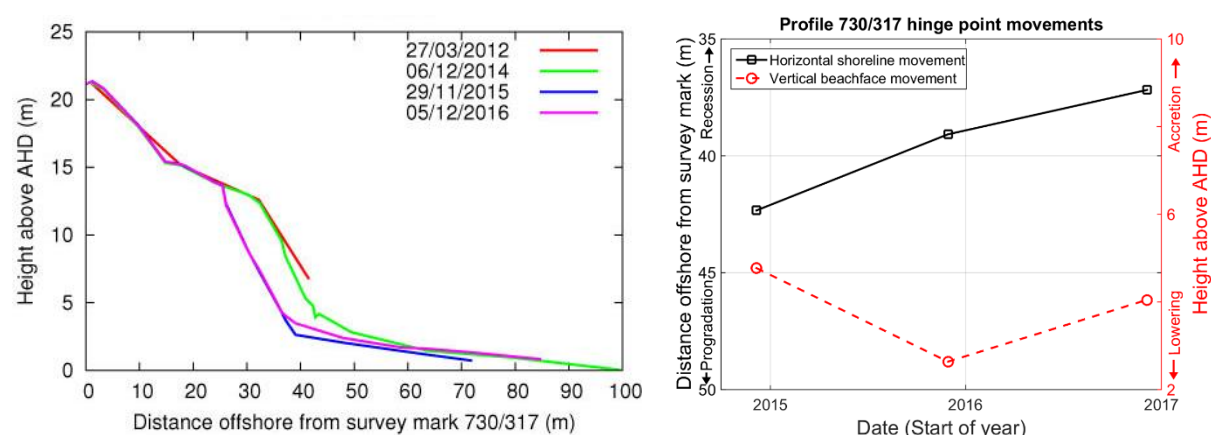 25
20
15
10
5
0
0 10 20 30 40 50 60 70 80 90 100
Height above AHD (m)
Distance offshore from survey mark 730/317 (m)
27/03/2012
06/12/2014
29/11/2015
05/12/2016
Profile 730/317 hinge point movements
Horizontal shoreline movement
Vertical beachface movement
35
40
45
50
Distance offshore from survey mark (m)
Recession
Progradation
10
6
2
Accretion
Lowering
Height above AHD (m)
2015 2016 2017
Date (Start of year)